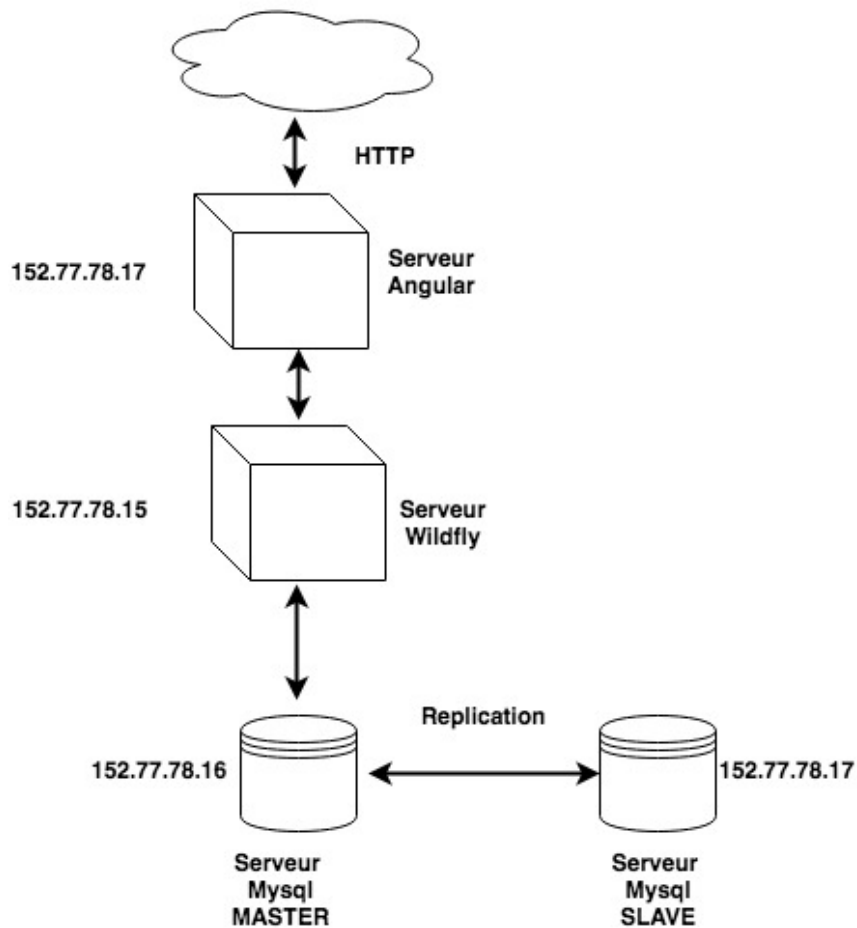 HTTP
152.77.78.17
Serveur
Angular
152.77.78.15
Serveur
Wildfly
Replication
152.77.78.16
152.77.78.17
Serveur
Mysql
MASTER
Serveur
Mysql
SLAVE